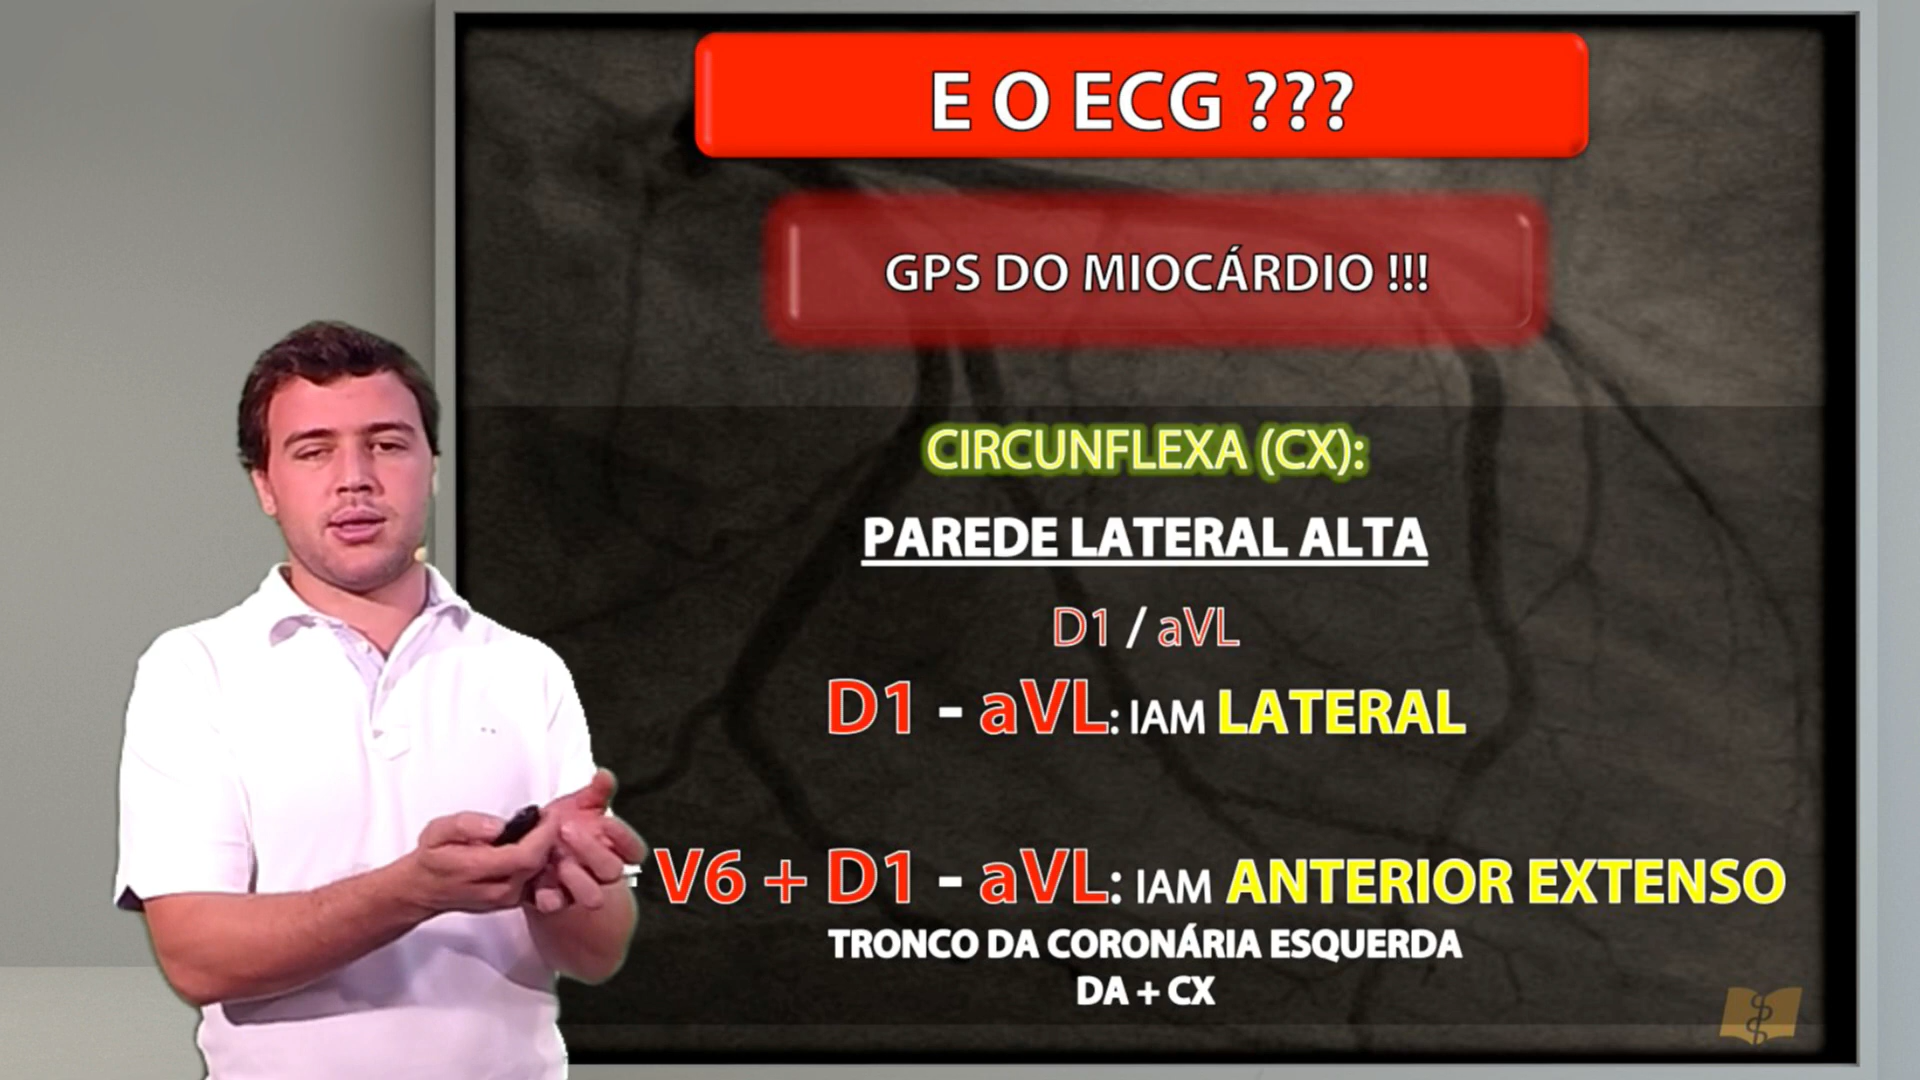 E O ECG ???
GPS DO MIOCÁRDIO !!!
CIRCUNFLEXA (CX):
PAREDE LATERAL ALTA
D1 / aVL
D1 - aVL: IAM LATERAL
- V6 + D1 - aVL: IAM ANTERIOR EXTENSO
TRONCO DA CORONÁRIA ESQUERDA
DA + CX